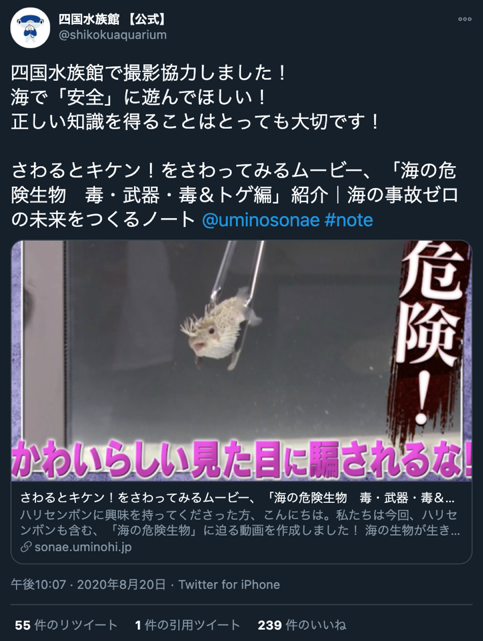 四国水族館 【公式】
@shikokuaquarium
四国水族館で撮影協力しました！
海で「安全」に遊んでほしい！
正しい知識を得ることはとっても大切です！
さわるとキケン！をさわってみるムービー、「海の危
険生物　毒・武器・毒＆トゲ編」紹介｜海の事故ゼロ
の未来をつくるノート @uminosonae #note
危険！
かわいらしい見た目に騙されるな!!
さわるとキケン！をさわってみるムービー、「海の危険生物　毒・武器・毒＆...
ハリセンボンに興味を持ってくださった方、こんにちは。私たちは今回、ハリセ
ンボンも含む、「海の危険生物」に迫る動画を作成しました！ 海の生物が生き...
sonae.uminohi.jp
午後10:07 · 2020年8月20日 · Twitter for iPhone
55 件のリツイート 1 件の引用ツイート 239 件のいいね